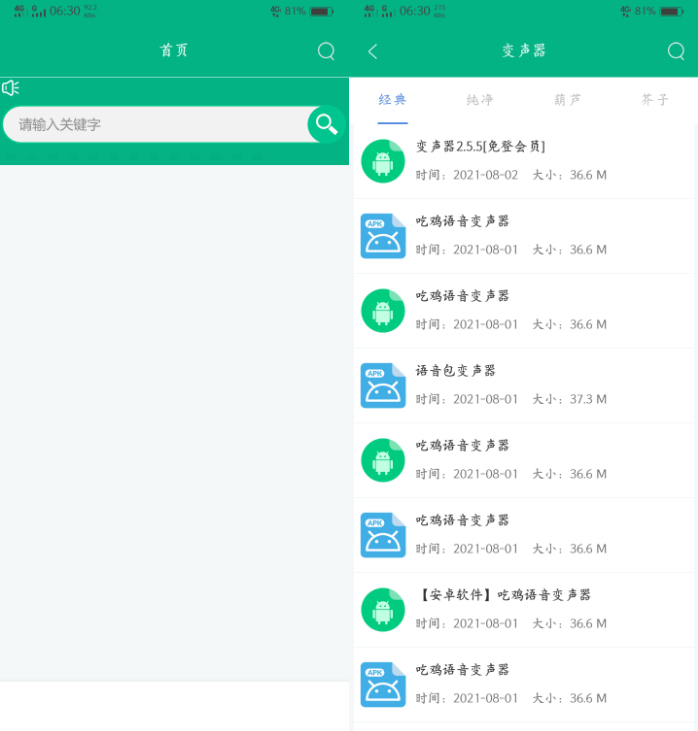 4G G 06:30 92.2 KB/s 4G 81%
首页
请输入关键字
4G G 06:30 275 KB/s 4G 81%
变声器
经典 纯净 葫芦 芥子
变声器2.5.5[免登会员]
时间：2021-08-02 大小：36.6 M
APK
吃鸡语音变声器
时间：2021-08-01 大小：36.6 M
吃鸡语音变声器
时间：2021-08-01 大小：36.6 M
APK
语音包变声器
时间：2021-08-01 大小：37.3 M
吃鸡语音变声器
时间：2021-08-01 大小：36.6 M
APK
吃鸡语音变声器
时间：2021-08-01 大小：36.6 M
【安卓软件】吃鸡语音变声器
时间：2021-08-01 大小：36.6 M
APK
吃鸡语音变声器
时间：2021-08-01 大小：36.6 M